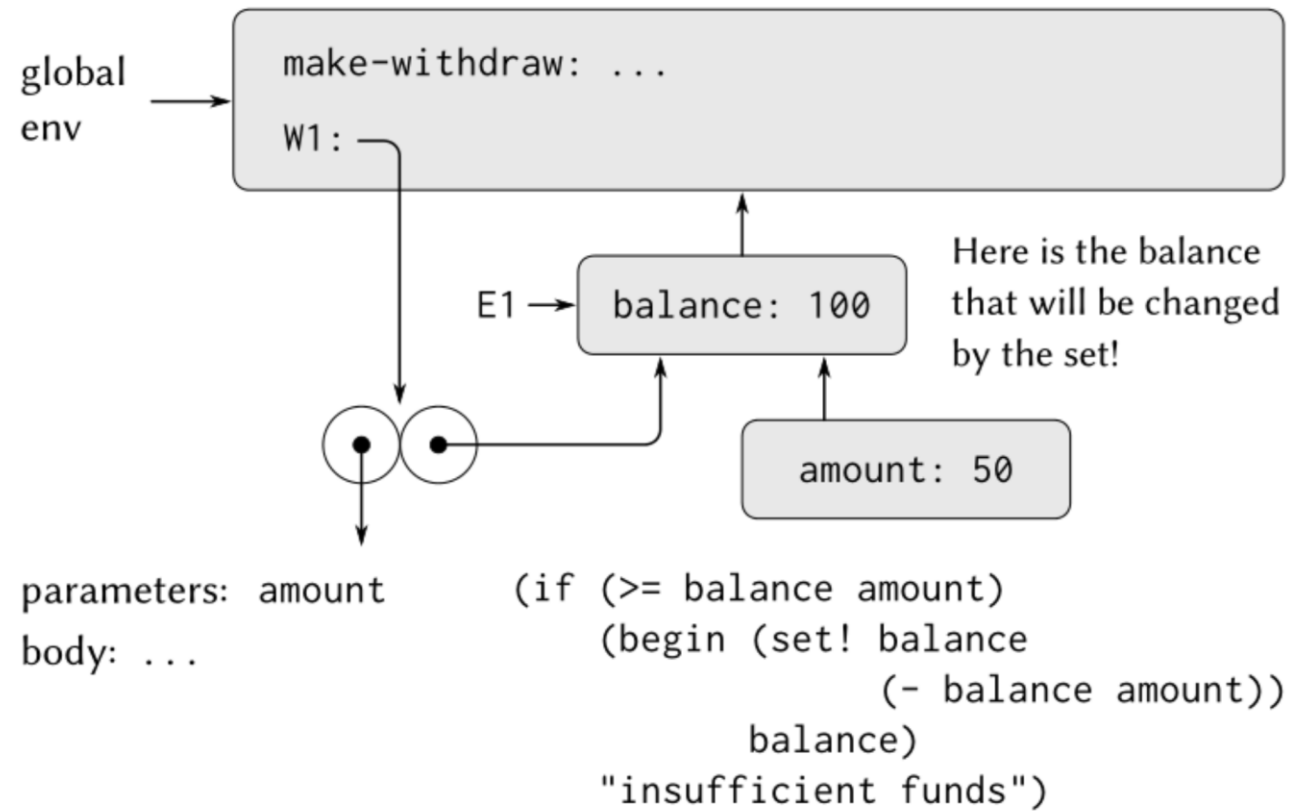 global
env
make-withdraw: ...
W1:
E1
balance: 100
Here is the balance
that will be changed
by the set!
amount: 50
parameters: amount
body: ...
(if (>= balance amount)
(begin (set! balance
(- balance amount))
balance)
"insufficient funds")